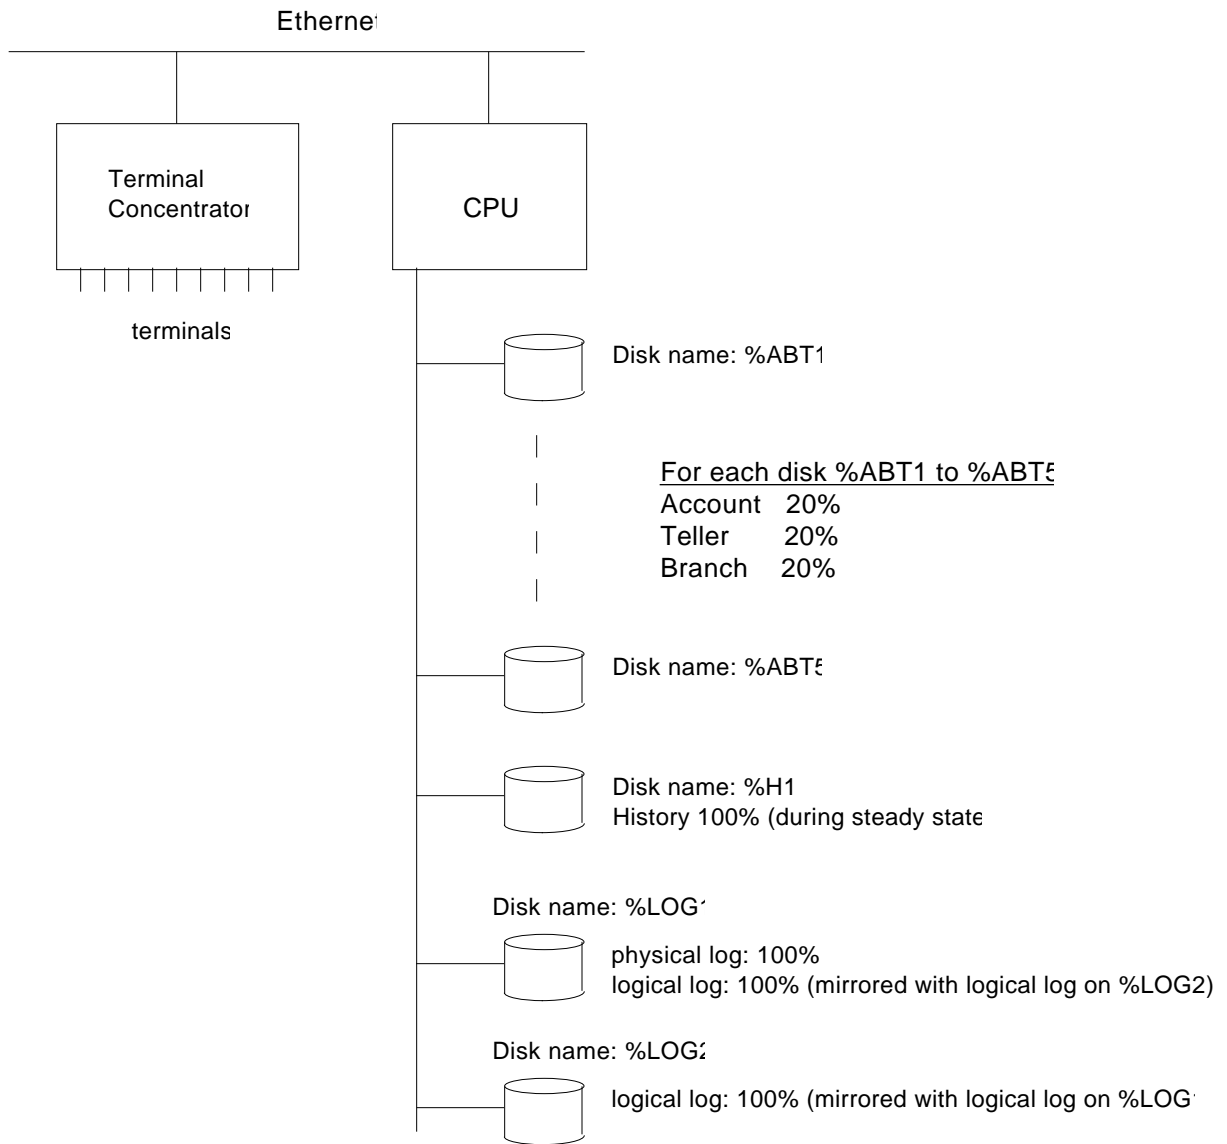 Ethernet
Terminal
Concentrator
CPU
terminals
Disk name: %ABT1
For each disk %ABT1 to %ABT5
Account 20%
Teller 20%
Branch 20%
Disk name: %ABT5
Disk name: %H1
History 100% (during steady state
Disk name: %LOG1
physical log: 100%
logical log: 100% (mirrored with logical log on %LOG2)
Disk name: %LOG2
logical log: 100% (mirrored with logical log on %LOG1